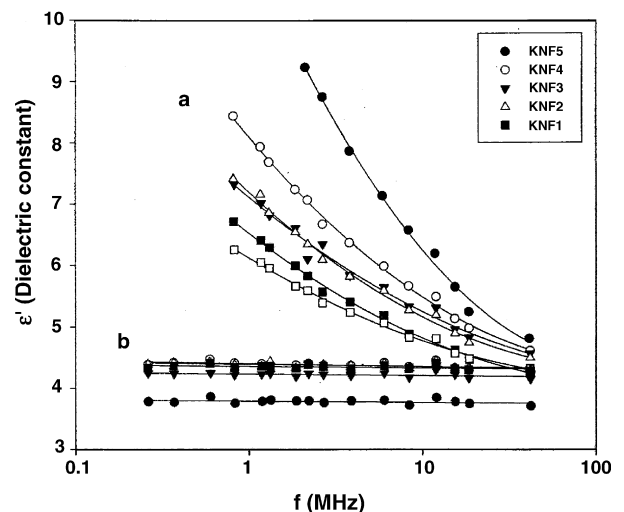 10
9
8
7
6
5
4
3
ε' (Dielectric constant)
a
b
KNF5
KNF4
KNF3
KNF2
KNF1
0.1
1
10
100
f (MHz)